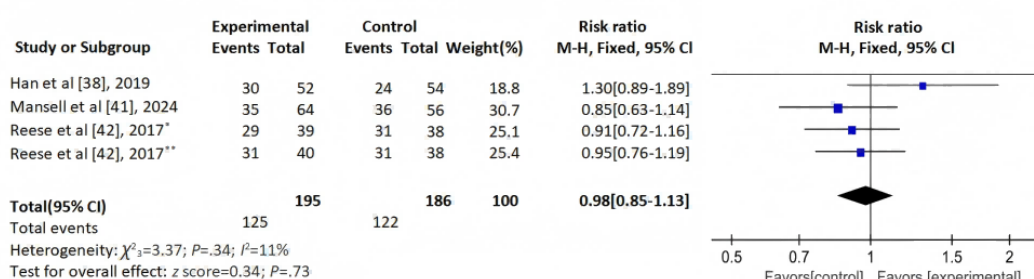 Experimental Control Risk ratio Risk ratio
Study or Subgroup Events Total Events Total Weight(%) M-H, Fixed, 95% CI M-H, Fixed, 95% CI
Han et al [38], 2019 30 52 24 54 18.8 1.30[0.89-1.89]
Mansell et al [41], 2024 35 64 36 56 30.7 0.85[0.63-1.14]
Reese et al [42], 2017* 29 39 31 38 25.1 0.91[0.72-1.16]
Reese et al [42], 2017** 31 40 31 38 25.4 0.95[0.76-1.19]
Total(95% CI) 195 186 100 0.98[0.85-1.13]
Total events 125 122
Heterogeneity: χ²₃=3.37; P=.34; I²=11%
Test for overall effect: z score=0.34; P=.73
0.5 0.7 1 1.5 2
Favors[control] Favors [experimental]